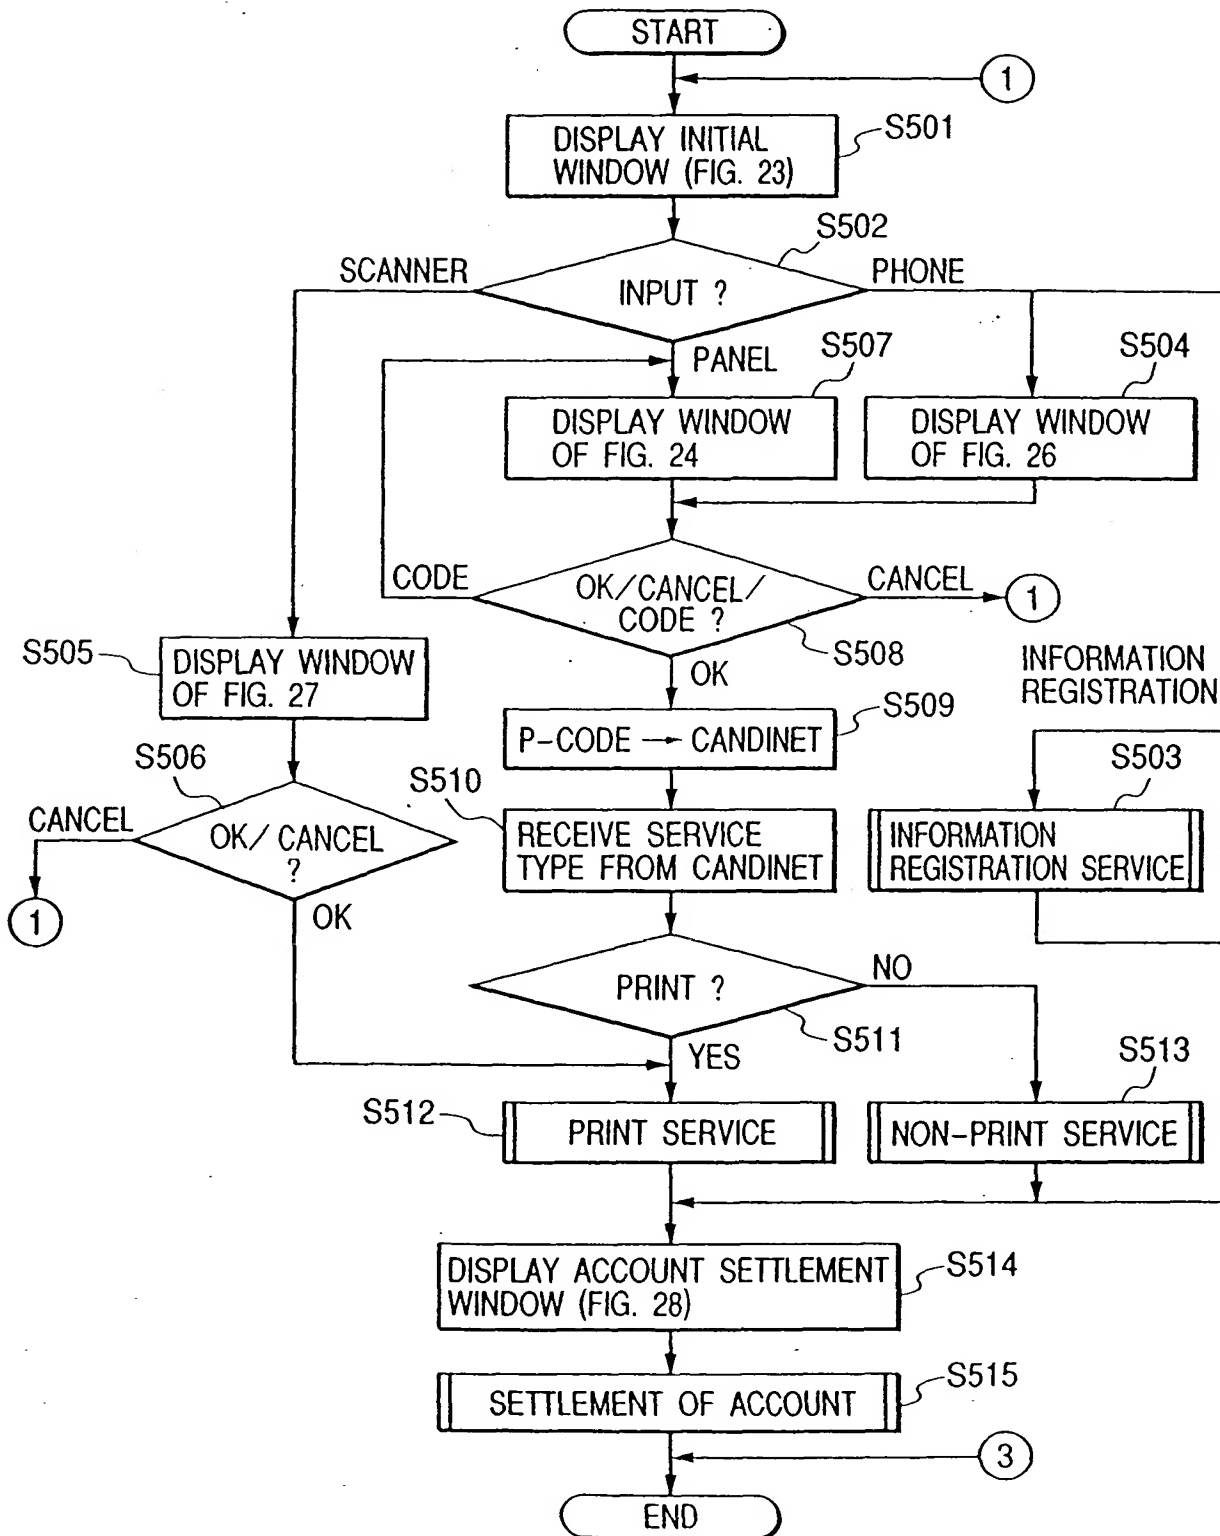 START
1
DISPLAY INITIAL
WINDOW (FIG. 23)
S501
S502
SCANNER
INPUT ?
PHONE
PANEL
S507
S504
DISPLAY WINDOW
OF FIG. 24
DISPLAY WINDOW
OF FIG. 26
CODE
OK/CANCEL/
CODE ?
CANCEL
1
S508
OK
S505
DISPLAY WINDOW
OF FIG. 27
INFORMATION
REGISTRATION
S509
P-CODE → CANDINET
S506
S510
S503
CANCEL
OK/CANCEL
?
RECEIVE SERVICE
TYPE FROM CANDINET
INFORMATION
REGISTRATION SERVICE
1
OK
PRINT ?
NO
S511
YES
S513
S512
PRINT SERVICE
NON-PRINT SERVICE
DISPLAY ACCOUNT SETTLEMENT
WINDOW (FIG. 28)
S514
S515
SETTLEMENT OF ACCOUNT
3
END